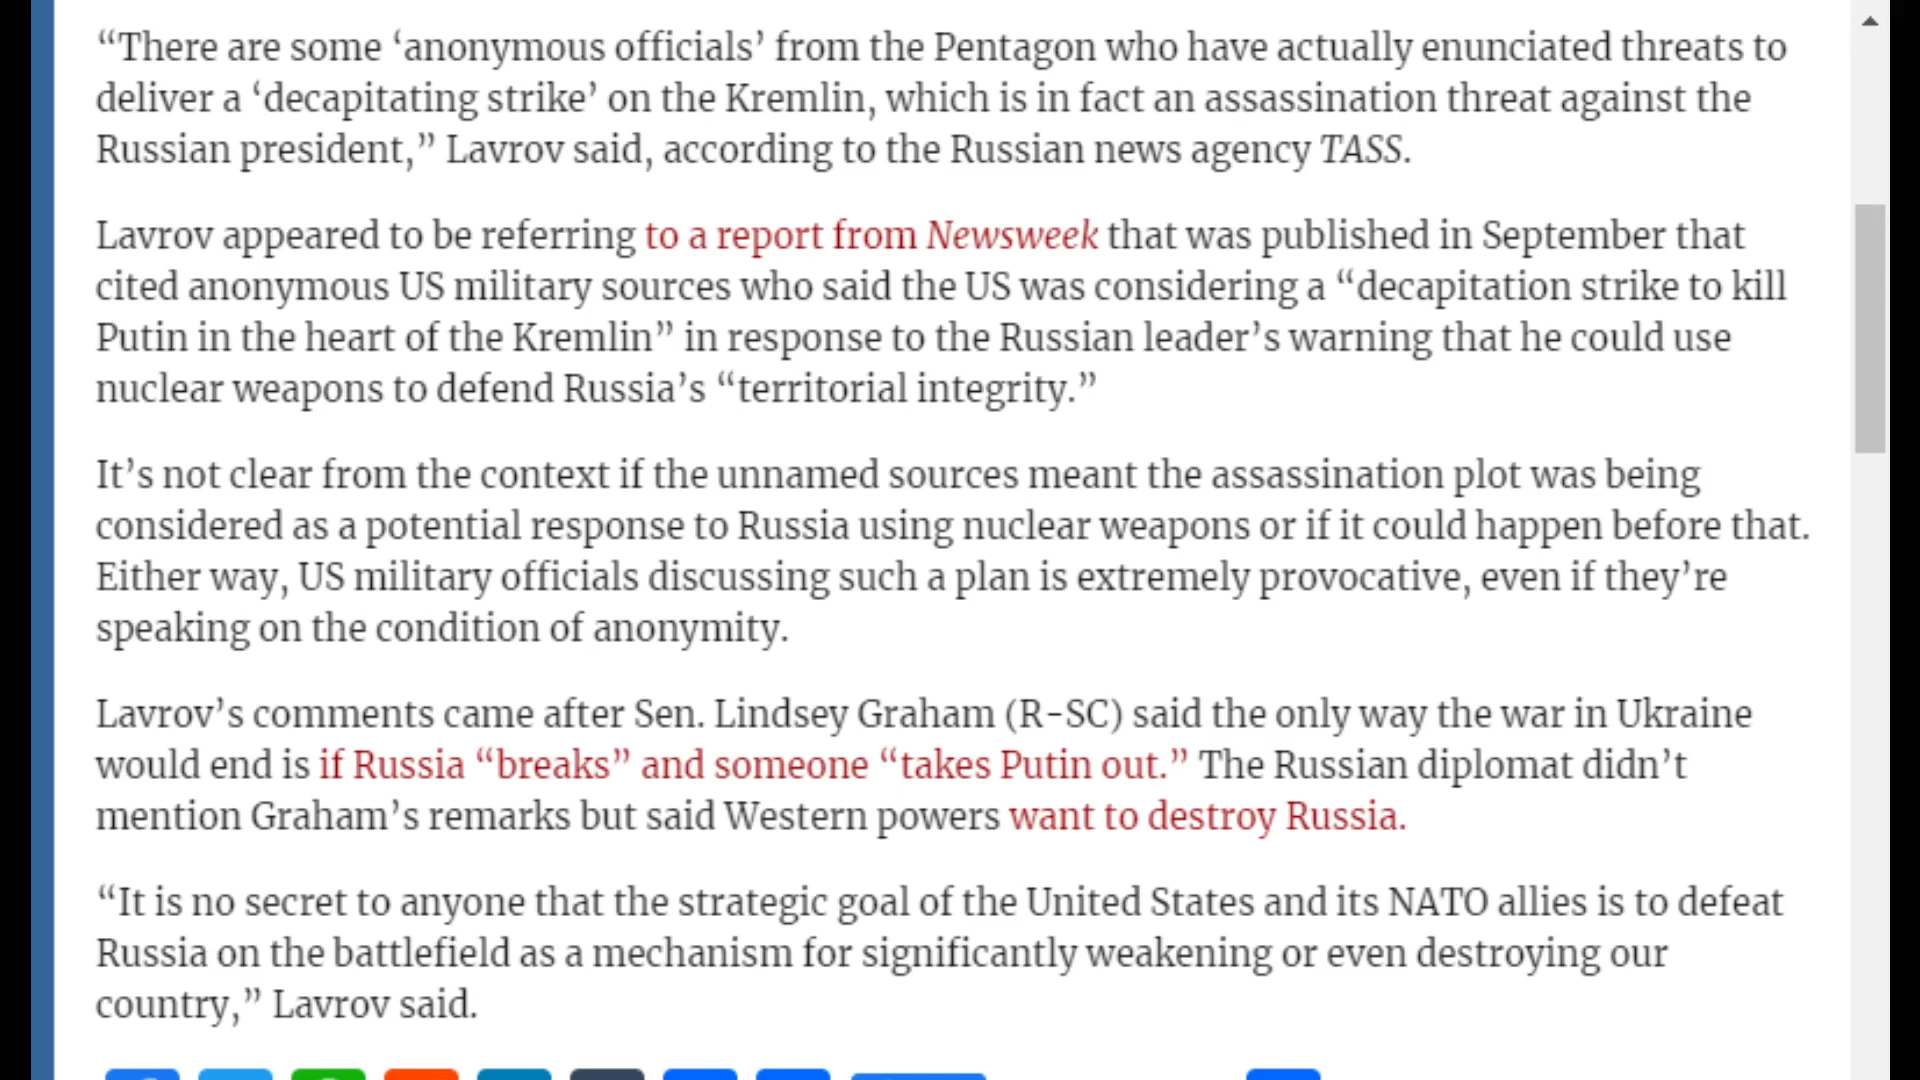 “There are some ‘anonymous officials’ from the Pentagon who have actually enunciated threats to
deliver a ‘decapitating strike’ on the Kremlin, which is in fact an assassination threat against the
Russian president,” Lavrov said, according to the Russian news agency TASS.
Lavrov appeared to be referring to a report from Newsweek that was published in September that
cited anonymous US military sources who said the US was considering a “decapitation strike to kill
Putin in the heart of the Kremlin” in response to the Russian leader’s warning that he could use
nuclear weapons to defend Russia’s “territorial integrity.”
It’s not clear from the context if the unnamed sources meant the assassination plot was being
considered as a potential response to Russia using nuclear weapons or if it could happen before that.
Either way, US military officials discussing such a plan is extremely provocative, even if they’re
speaking on the condition of anonymity.
Lavrov’s comments came after Sen. Lindsey Graham (R-SC) said the only way the war in Ukraine
would end is if Russia “breaks” and someone “takes Putin out.” The Russian diplomat didn’t
mention Graham’s remarks but said Western powers want to destroy Russia.
“It is no secret to anyone that the strategic goal of the United States and its NATO allies is to defeat
Russia on the battlefield as a mechanism for significantly weakening or even destroying our
country,” Lavrov said.